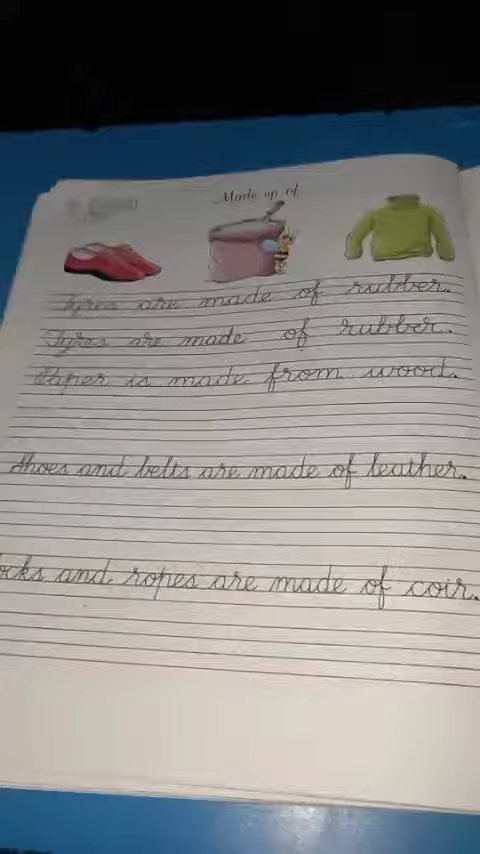 Made up of
Tyres are made of rubber.
Tyres are made of rubber.
Paper is made from wood.
Shoes and belts are made of leather.
ocks and ropes are made of coir.